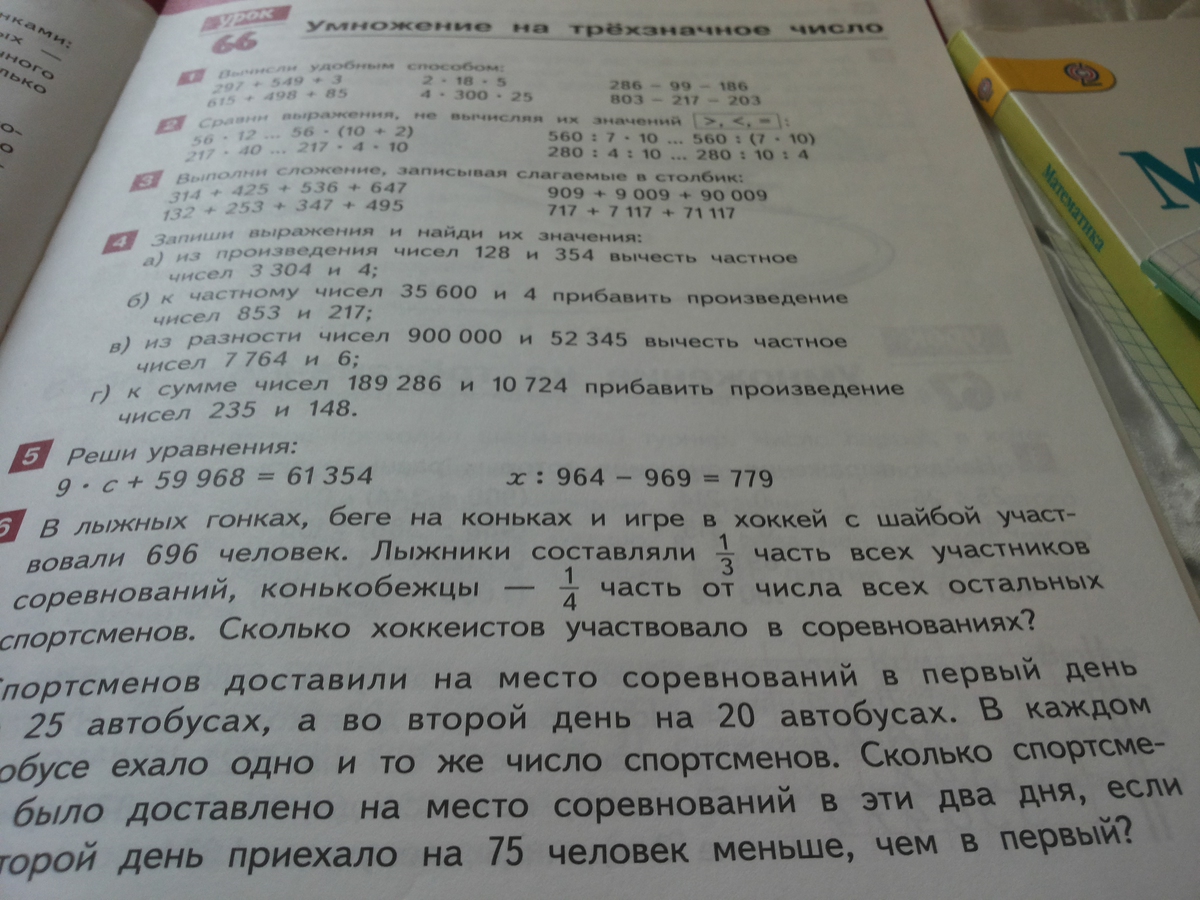 нками:
ых —
чного
лько
о-
о
урок
66
Умножение на трёхзначное число
1 Вычисли удобным способом:
297 + 549 + 3 2 · 18 · 5 286 − 99 − 186
615 + 498 + 85 4 · 300 · 25 803 − 217 − 203
2 Сравни выражения, не вычисляя их значений >, <, = :
56 · 12 ... 56 · (10 + 2) 560 : 7 · 10 ... 560 : (7 · 10)
217 · 40 ... 217 · 4 · 10 280 : 4 : 10 ... 280 : 10 : 4
3 Выполни сложение, записывая слагаемые в столбик:
314 + 425 + 536 + 647 909 + 9 009 + 90 009
132 + 253 + 347 + 495 717 + 7 117 + 71 117
4 Запиши выражения и найди их значения:
а) из произведения чисел 128 и 354 вычесть частное
чисел 3 304 и 4;
б) к частному чисел 35 600 и 4 прибавить произведение
чисел 853 и 217;
в) из разности чисел 900 000 и 52 345 вычесть частное
чисел 7 764 и 6;
г) к сумме чисел 189 286 и 10 724 прибавить произведение
чисел 235 и 148.
5 Реши уравнения:
9 · c + 59 968 = 61 354 x : 964 − 969 = 779
6 В лыжных гонках, беге на коньках и игре в хоккей с шайбой участ-
вовали 696 человек. Лыжники составляли 1/3 часть всех участников
соревнований, конькобежцы — 1/4 часть от числа всех остальных
спортсменов. Сколько хоккеистов участвовало в соревнованиях?
Спортсменов доставили на место соревнований в первый день
25 автобусах, а во второй день на 20 автобусах. В каждом
обусе ехало одно и то же число спортсменов. Сколько спортсме-
было доставлено на место соревнований в эти два дня, если
торой день приехало на 75 человек меньше, чем в первый?
Математика
М